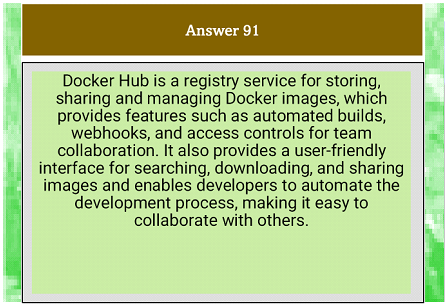 Answer 91
Docker Hub is a registry service for storing,
sharing and managing Docker images, which
provides features such as automated builds,
webhooks, and access controls for team
collaboration. It also provides a user-friendly
interface for searching, downloading, and sharing
images and enables developers to automate the
development process, making it easy to
collaborate with others.